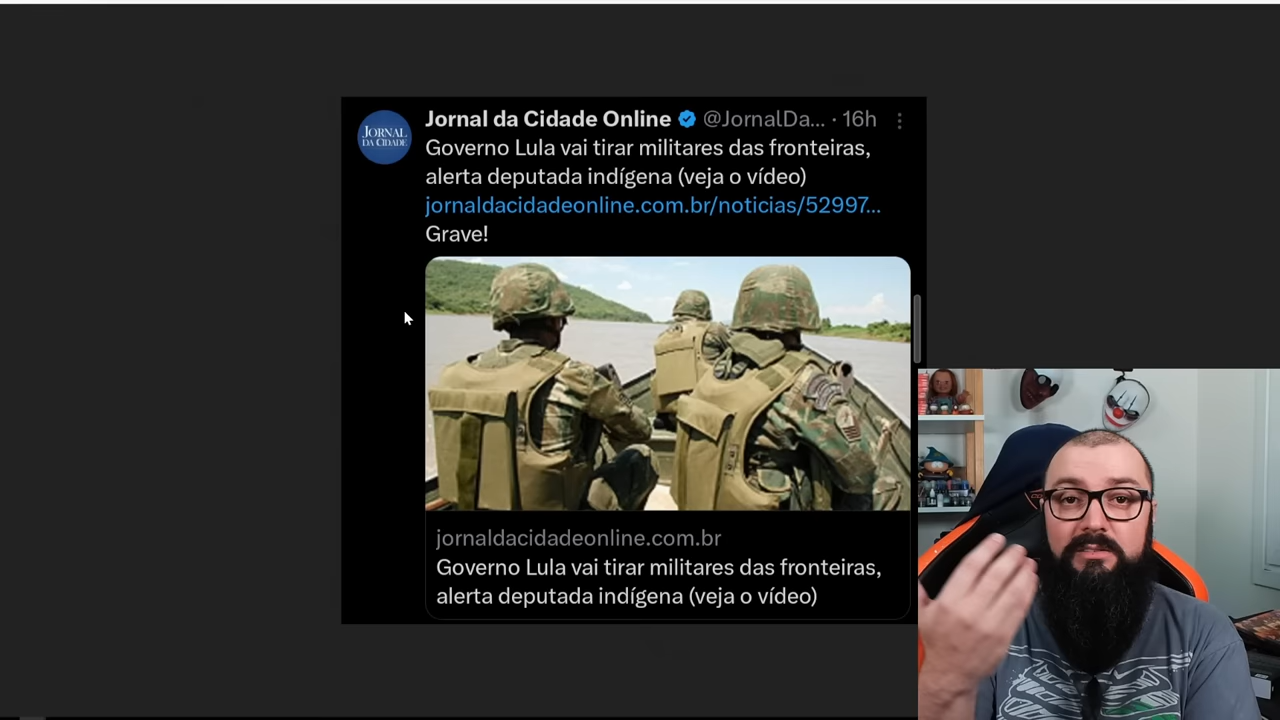 JORNAL
DA CIDADE
Jornal da Cidade Online @JornalDa... · 16h
Governo Lula vai tirar militares das fronteiras,
alerta deputada indígena (veja o vídeo)
jornaldacidadeonline.com.br/noticias/52997...
Grave!
jornaldacidadeonline.com.br
Governo Lula vai tirar militares das fronteiras,
alerta deputada indígena (veja o vídeo)